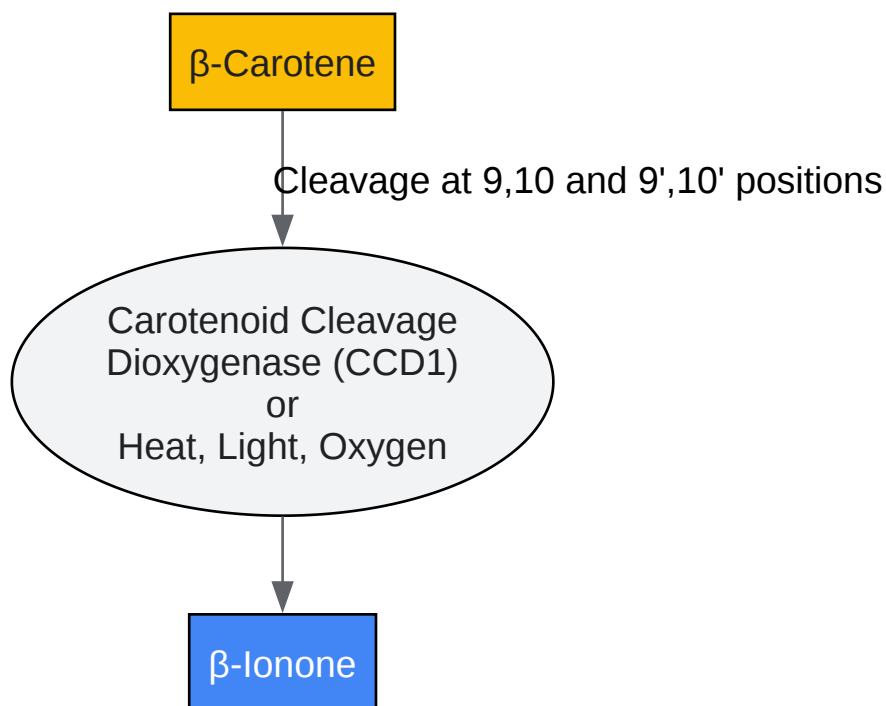 β-Carotene
Cleavage at 9,10 and 9',10' positions
Carotenoid Cleavage
Dioxygenase (CCD1)
or
Heat, Light, Oxygen
β-Ionone